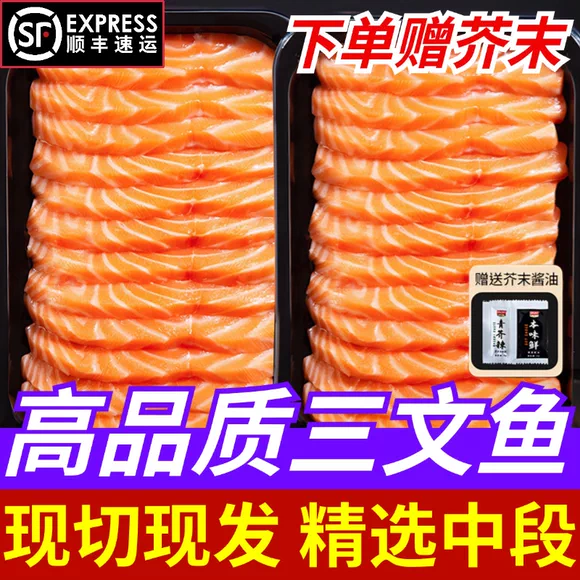 SF EXPRESS
顺丰速运
下单赠芥末
赠送芥末酱油
青芥辣
本味鲜
高品质三文鱼
现切现发 精选中段